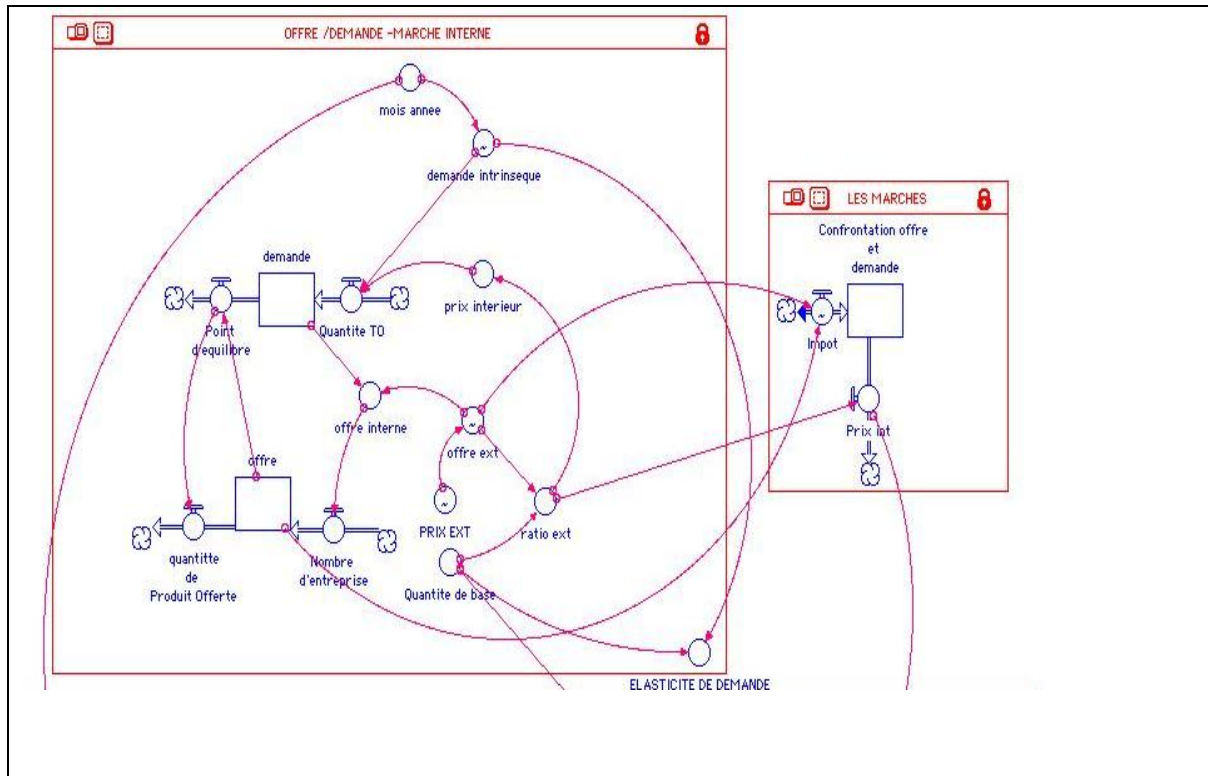 OFFRE /DEMANDE -MARCHE INTERNE
mois annee
demande intrinseque
LES MARCHES
Confrontation offre
et
demande
demande
prix interieur
Point
d'equilibre
Quantite TO
Impot
offre interne
offre ext
Prix int
offre
PRIX EXT
ratio ext
quantitte
de
Produit Offerte
Nombre
d'entreprise
Quantite de base
ELASTICITE DE DEMANDE